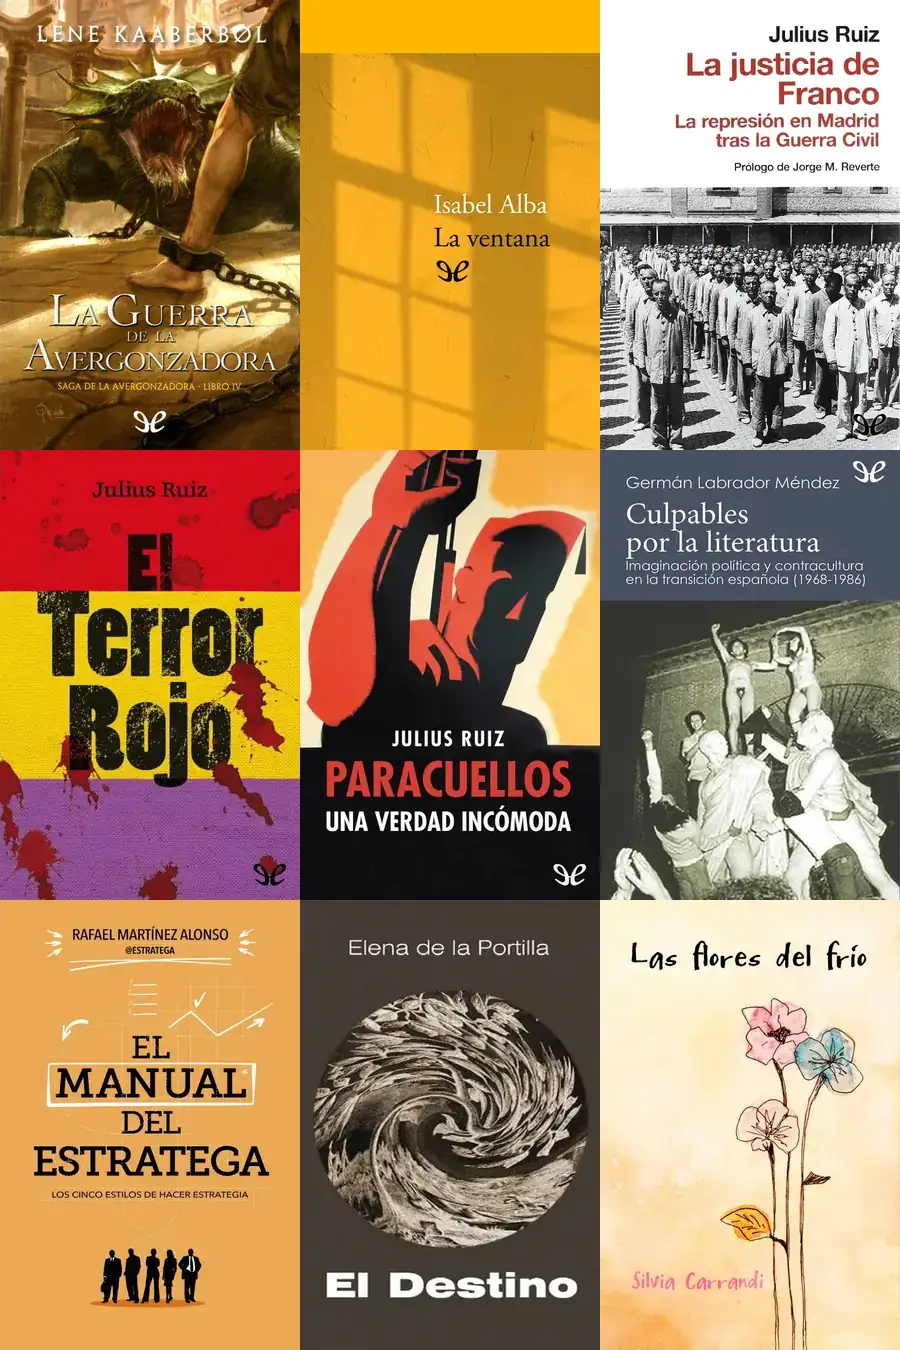 LENE KAABERBØL
LA GUERRA
DE LA
AVERGONZADORA
SAGA DE LA AVERGONZADORA - LIBRO IV
Isabel Alba
La ventana
Julius Ruiz
La justicia de
Franco
La represión en Madrid
tras la Guerra Civil
Prólogo de Jorge M. Reverte
Julius Ruiz
El
Terror
Rojo
JULIUS RUIZ
PARACUELLOS
UNA VERDAD INCÓMODA
Germán Labrador Méndez
Culpables
por la literatura
Imaginación política y contracultura
en la transición española (1968-1986)
RAFAEL MARTÍNEZ ALONSO
@ESTRATEGA
EL
MANUAL
DEL
ESTRATEGA
LOS CINCO ESTILOS DE HACER ESTRATEGIA
Elena de la Portilla
El Destino
Las flores del frío
Silvia Carrandi